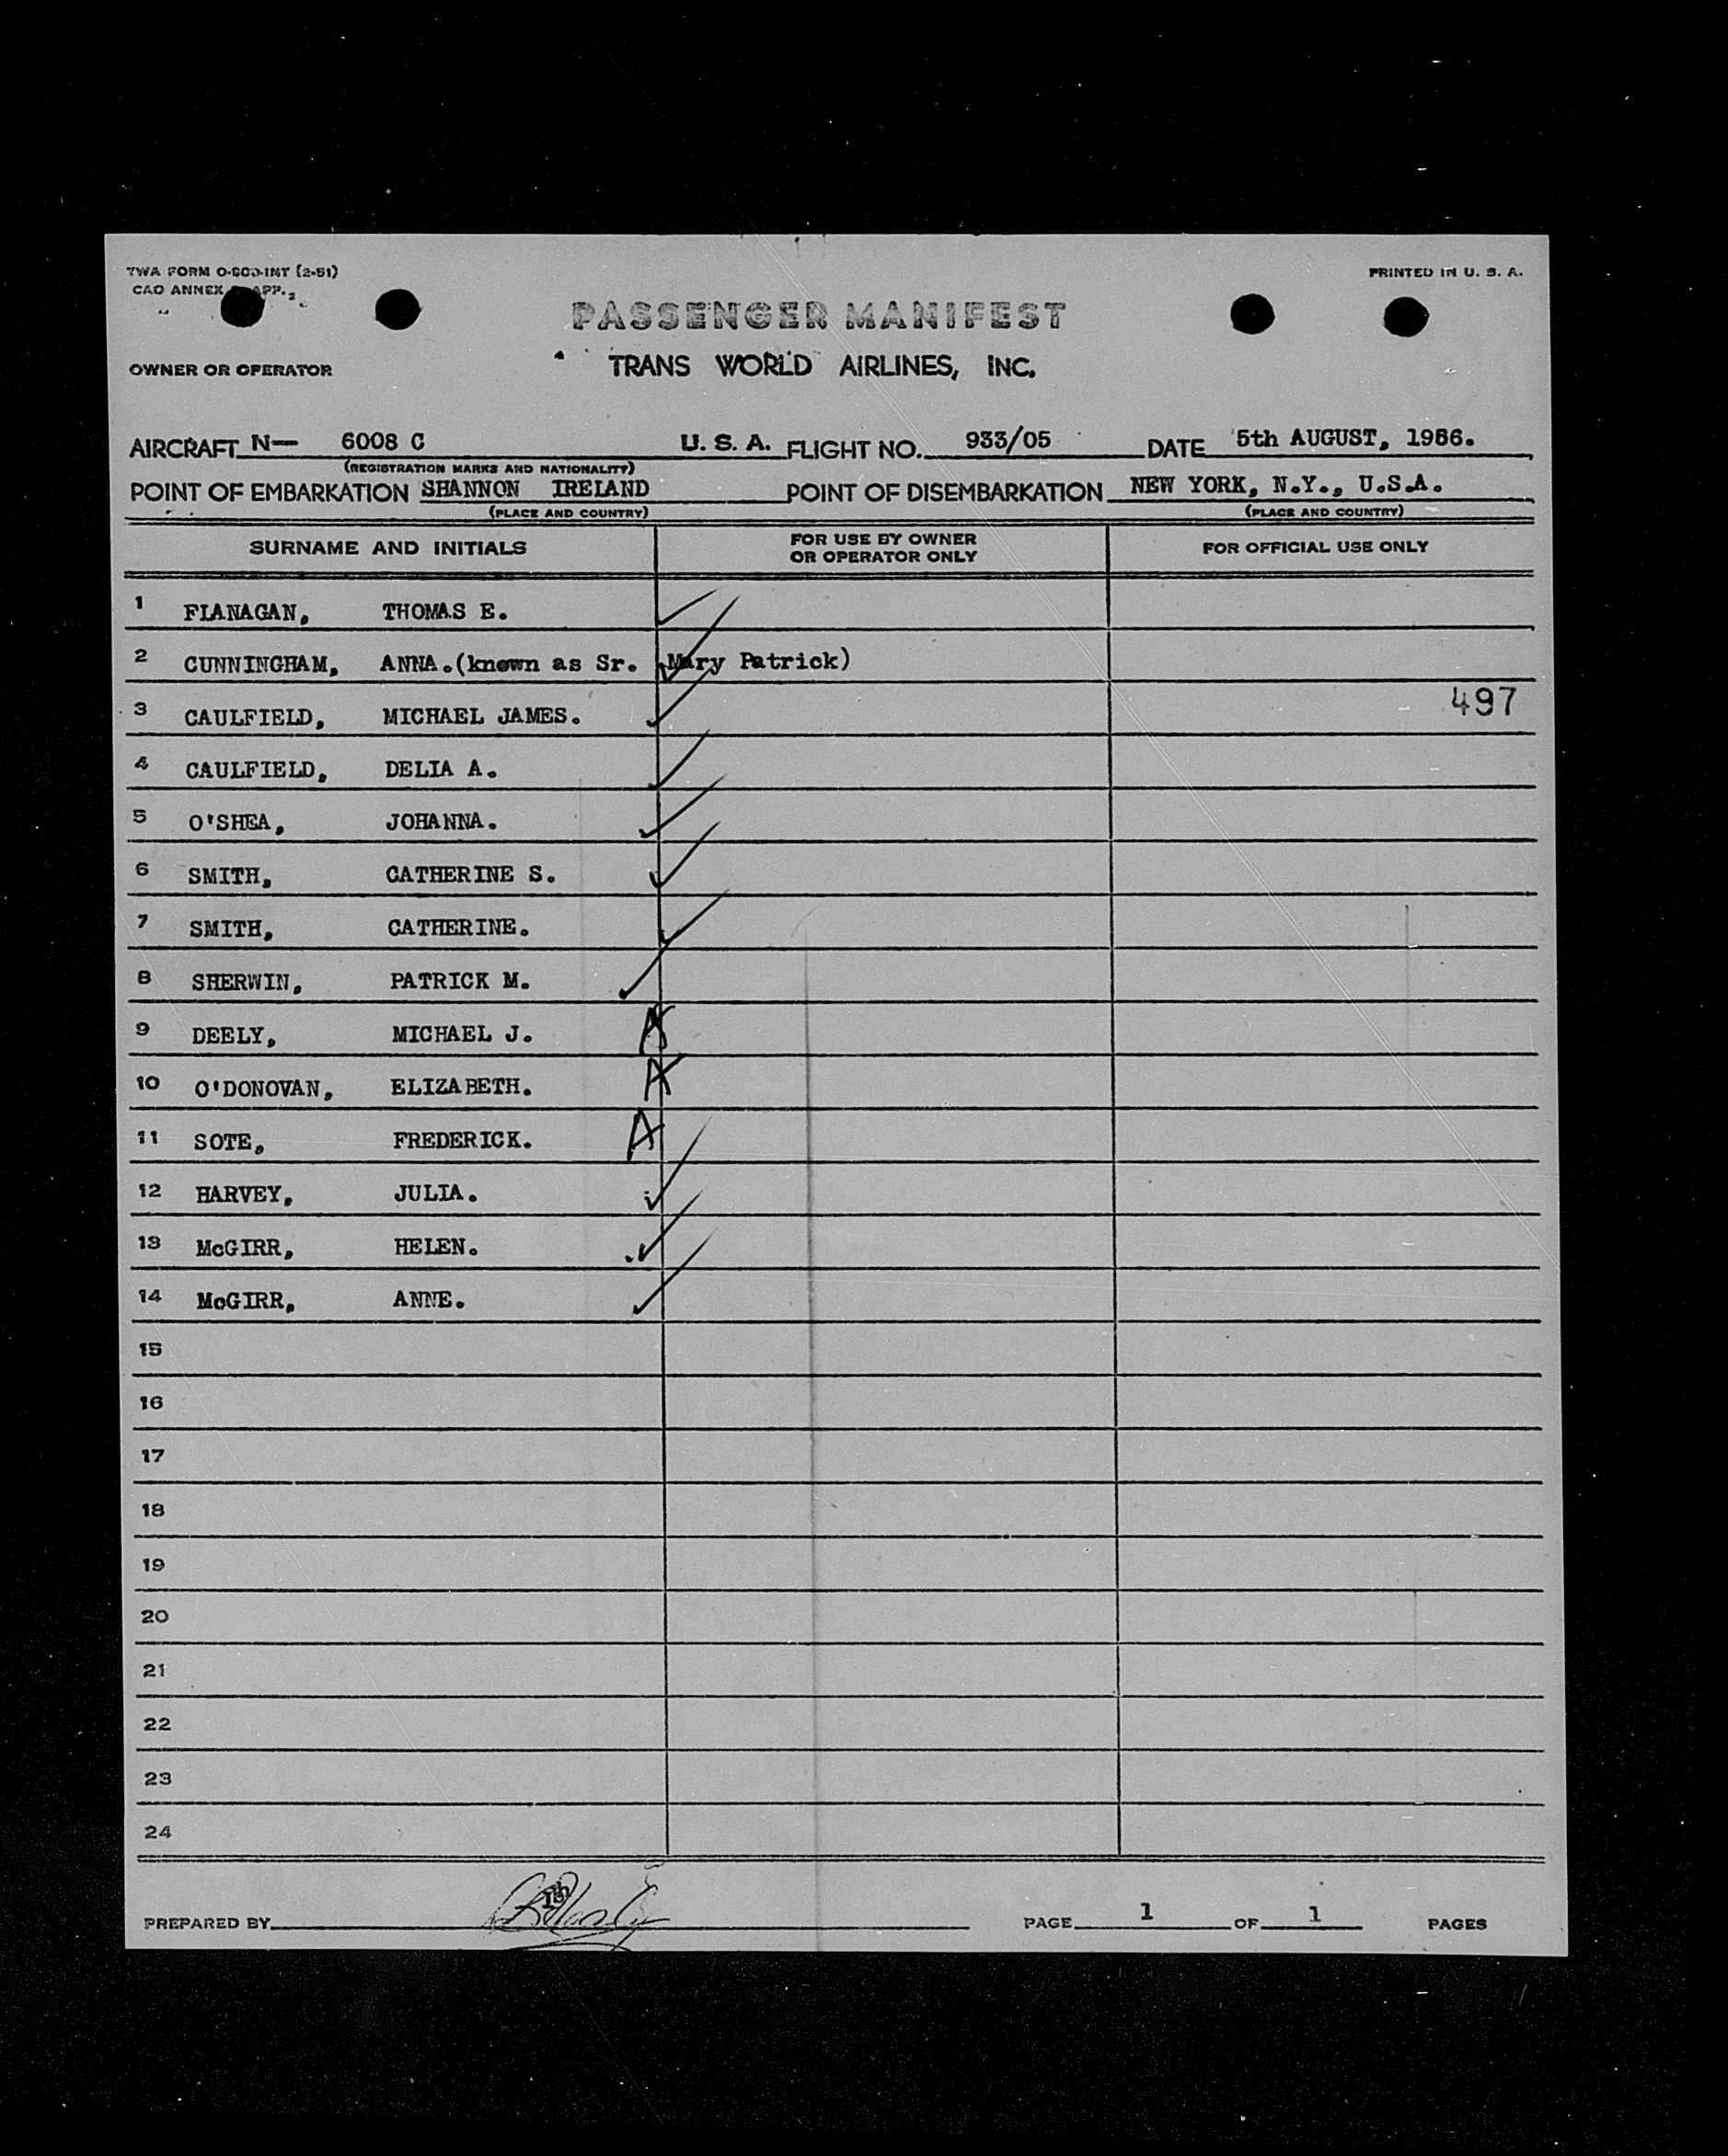 TWA FORM O-800-INT (2-51)
PRINTED IN U. S. A.
CAO ANNEX APP. 2
PASSENGER MANIFEST
OWNER OR OPERATOR
TRANS WORLD AIRLINES, INC.
AIRCRAFT N— 6008 C U. S. A. FLIGHT NO. 933/05 DATE 5th AUGUST, 1956.
(REGISTRATION MARKS AND NATIONALITY)
POINT OF EMBARKATION SHANNON IRELAND POINT OF DISEMBARKATION NEW YORK, N.Y., U.S.A.
(PLACE AND COUNTRY) (PLACE AND COUNTRY)
SURNAME AND INITIALS FOR USE BY OWNER OR OPERATOR ONLY FOR OFFICIAL USE ONLY
1 FLANAGAN, THOMAS E. ✓
2 CUNNINGHAM, ANNA.(known as Sr. Mary Patrick) ✓
3 CAULFIELD, MICHAEL JAMES. ✓ 497
4 CAULFIELD, DELIA A. ✓
5 O'SHEA, JOHANNA. ✓
6 SMITH, CATHERINE S. ✓
7 SMITH, CATHERINE. ✓
8 SHERWIN, PATRICK M. ✓
9 DEELY, MICHAEL J. A
10 O'DONOVAN, ELIZABETH. A
11 SOTE, FREDERICK. A
12 HARVEY, JULIA. ✓
13 McGIRR, HELEN. ✓
14 McGIRR, ANNE. ✓
15
16
17
18
19
20
21
22
23
24
PREPARED BY PAGE 1 OF 1 PAGES